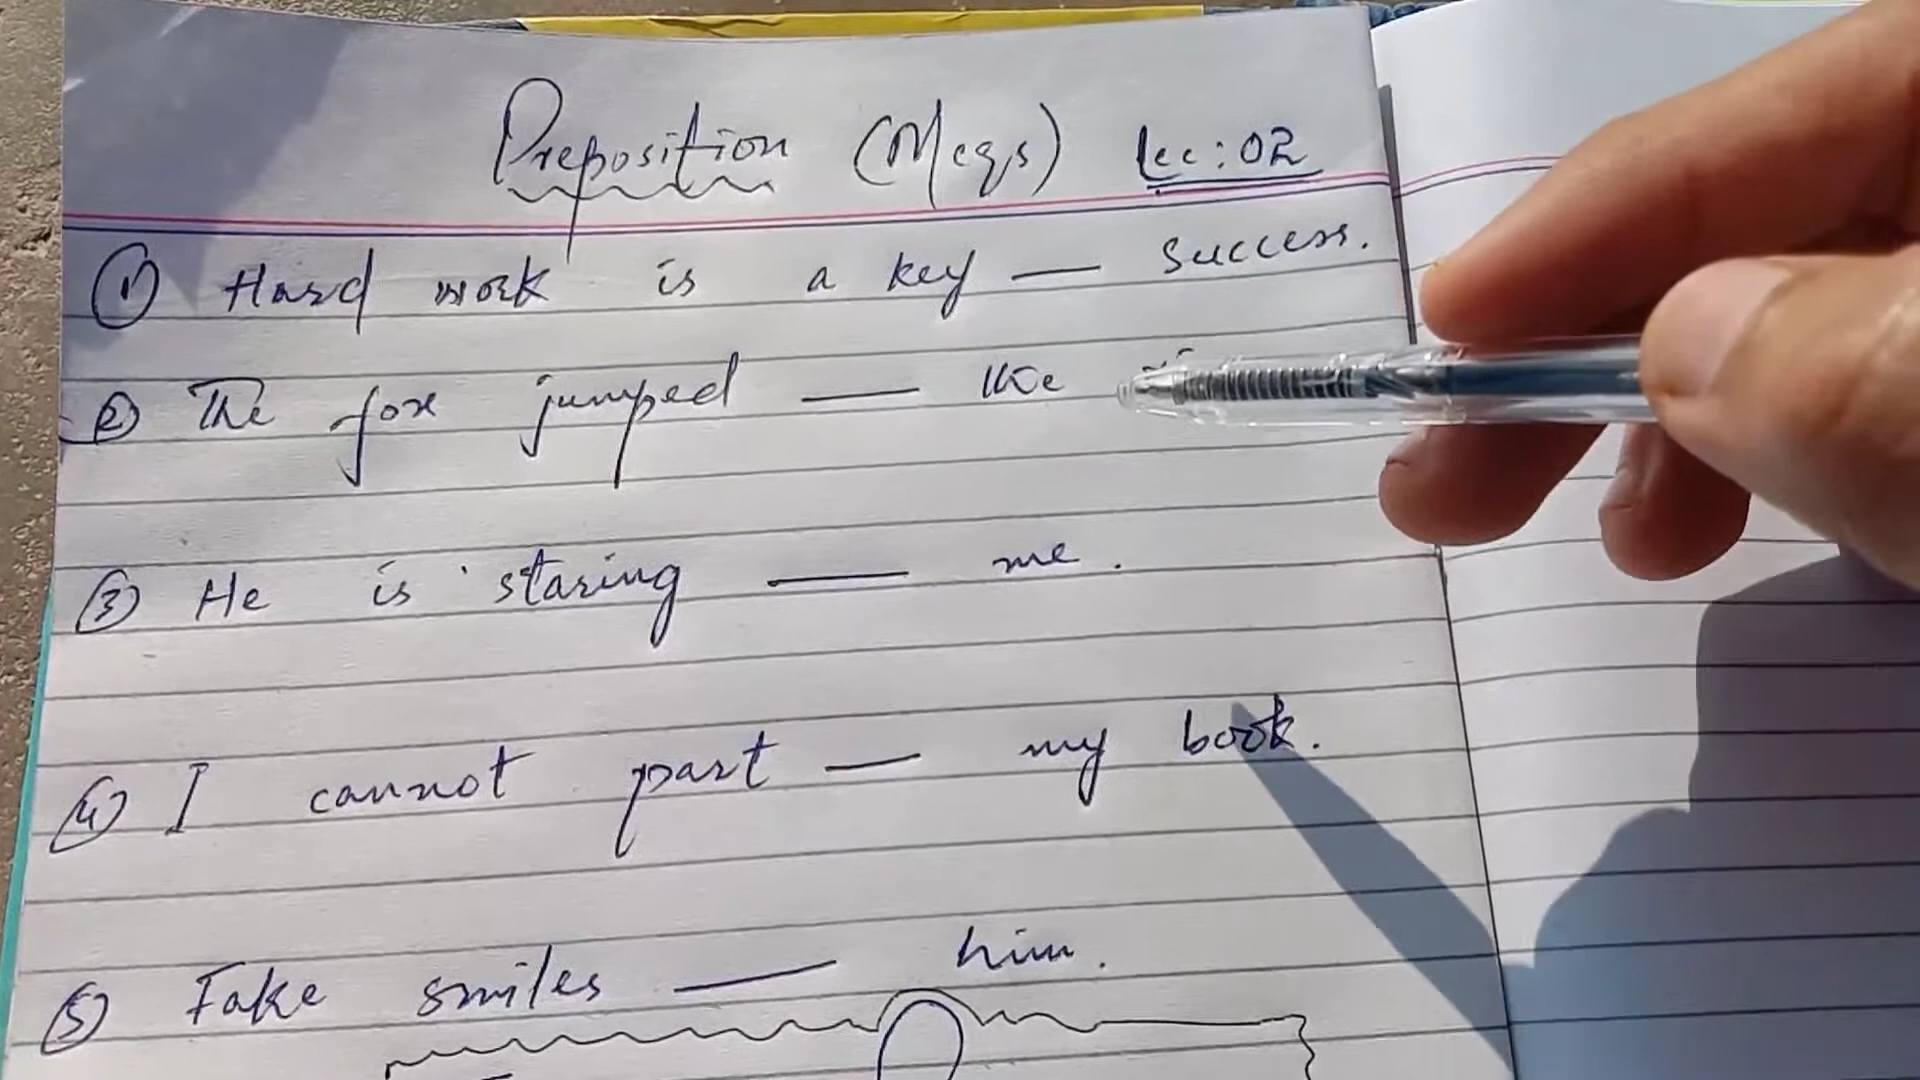 Preposition (Mcqs) Lec:02
① Hard work is a key — success.
② The fox jumped — the
③ He is staring — me.
④ I cannot part — my book.
⑤ Fake smiles — him.